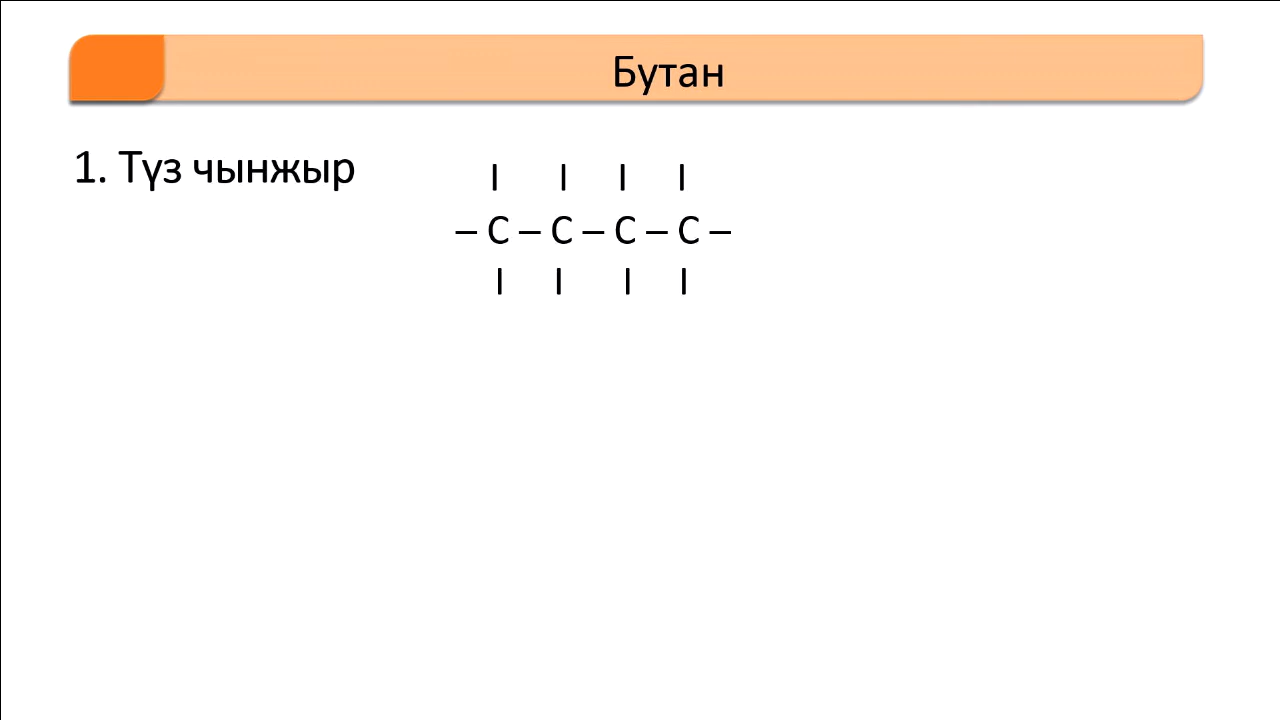 Бутан
1. Түз чынжыр
I I I I
– C – C – C – C –
I I I I